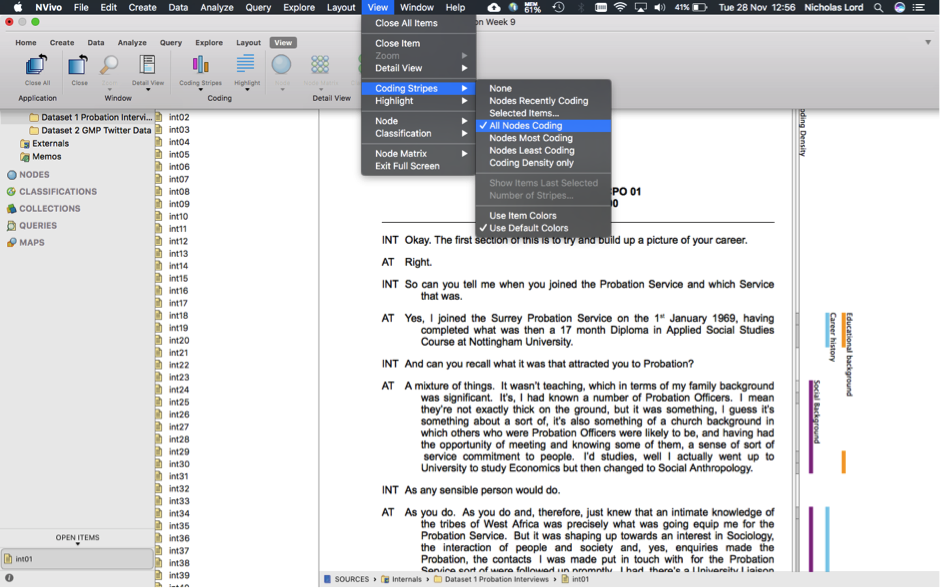 NVivo File Edit Create Data Analyze Query Explore Layout View Window Help MEM 61% 41% Tue 28 Nov 12:56 Nicholas Lord
on Week 9
Home Create Data Analyze Query Explore Layout View
Close All Close Detail View Coding Stripes Highlight
Application Window Coding Detail View
Close All Items
Close Item
Zoom
Detail View
Coding Stripes
Highlight
Node
Classification
Node Matrix
Exit Full Screen
None
Nodes Recently Coding
Selected Items...
All Nodes Coding
Nodes Most Coding
Nodes Least Coding
Coding Density only
Show Items Last Selected
Number of Stripes...
Use Item Colors
Use Default Colors
Dataset 1 Probation Intervi...
Dataset 2 GMP Twitter Data
Externals
Memos
NODES
CLASSIFICATIONS
COLLECTIONS
QUERIES
MAPS
OPEN ITEMS
int01
int02
int03
int04
int05
int06
int07
int08
int09
int10
int11
int12
int13
int14
int15
int16
int17
int18
int19
int20
int21
int22
int23
int24
int25
int26
int27
int28
int29
int30
int31
int32
int33
int34
int35
int36
int37
int38
int39
PO 01
00
INT Okay. The first section of this is to try and build up a picture of your career.
AT Right.
INT So can you tell me when you joined the Probation Service and which Service
that was.
AT Yes, I joined the Surrey Probation Service on the 1st January 1969, having
completed what was then a 17 month Diploma in Applied Social Studies
Course at Nottingham University.
INT And can you recall what it was that attracted you to Probation?
AT A mixture of things. It wasn't teaching, which in terms of my family background
was significant. It's, I had known a number of Probation Officers. I mean
they're not exactly thick on the ground, but it was something, I guess it's
something about a sort of, it's also something of a church background in
which others who were Probation Officers were likely to be, and having had
the opportunity of meeting and knowing some of them, a sense of sort of
service commitment to people. I'd studies, well I actually went up to
University to study Economics but then changed to Social Anthropology.
INT As any sensible person would do.
AT As you do. As you do and, therefore, just knew that an intimate knowledge of
the tribes of West Africa was precisely what was going equip me for the
Probation Service. But it was shaping up towards an interest in Sociology,
the interaction of people and society and, yes, enquiries made the
Probation, the contacts I was made put in touch with for the Probation
Service sort of were followed up promptly. I had, there's a University Liaison
SOURCES > Internals > Dataset 1 Probation Interviews > int01
ding Density
Social Background
Career history
Educational background